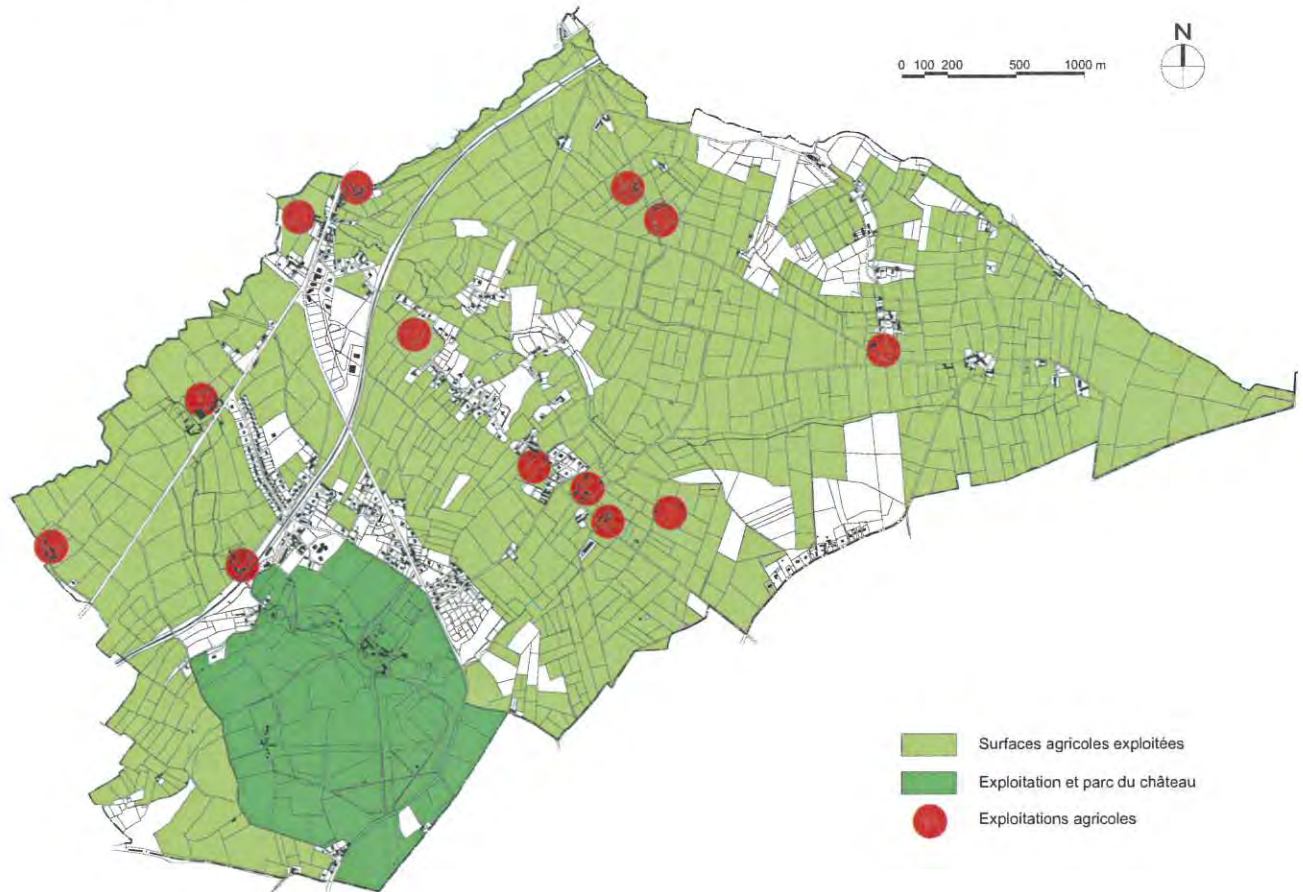 N
0 100 200 500 1000 m
Surfaces agricoles exploitées
Exploitation et parc du château
Exploitations agricoles